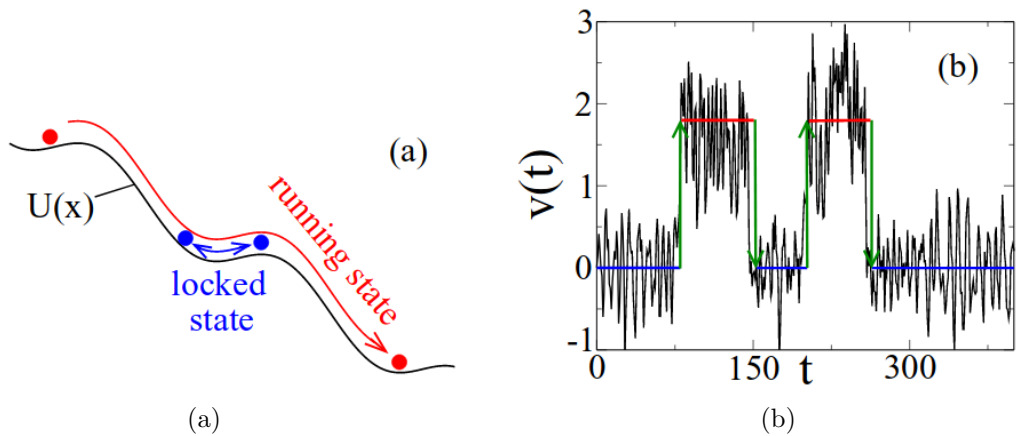 (a)
U(x)
locked
state
running state
(b)
v(t)
3
2
1
0
-1
0
150
t
300
(a)
(b)